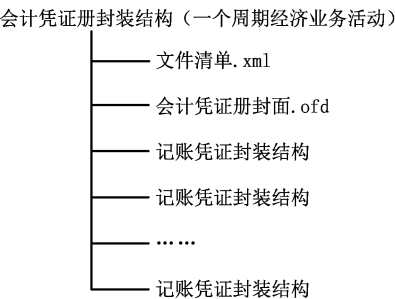 会计凭证册封装结构（一个周期经济业务活动）
文件清单.xml
会计凭证册封面.ofd
记账凭证封装结构
记账凭证封装结构
……
记账凭证封装结构